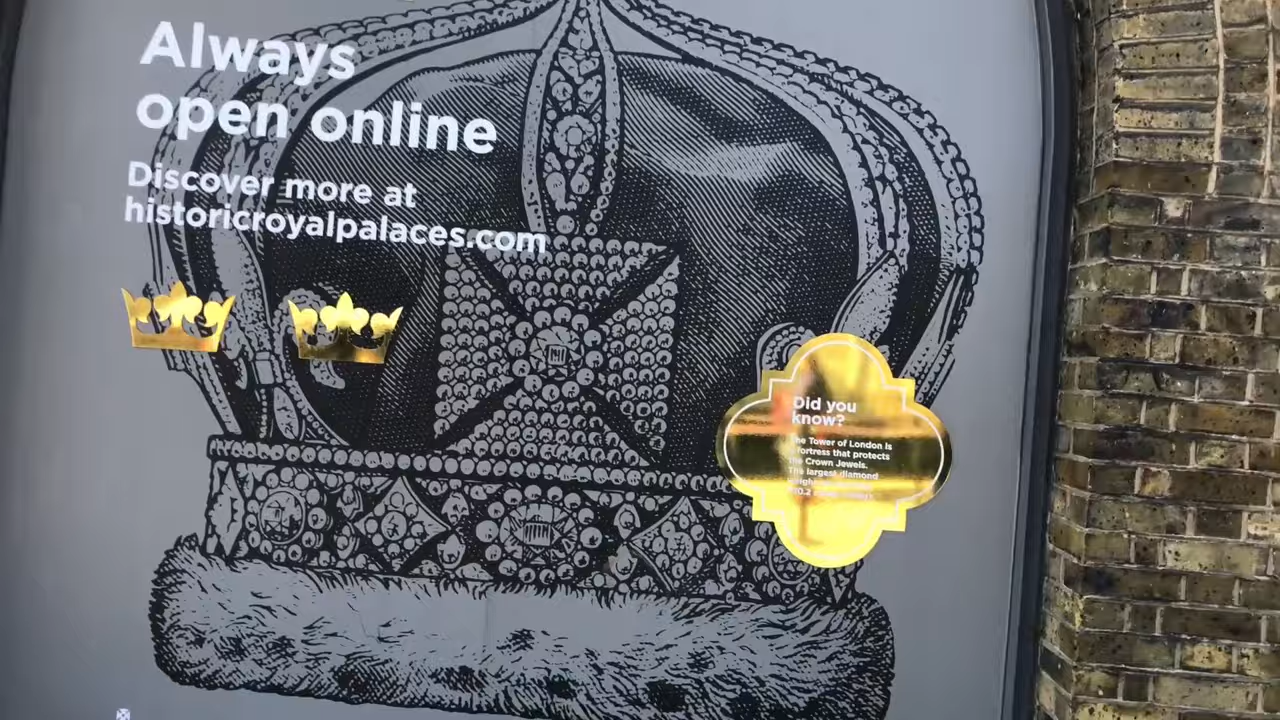 Always
open online
Discover more at
historicroyalpalaces.com
Did you
know?
The Tower of London is
fortress that protects
the Crown Jewels.
The largest diamond